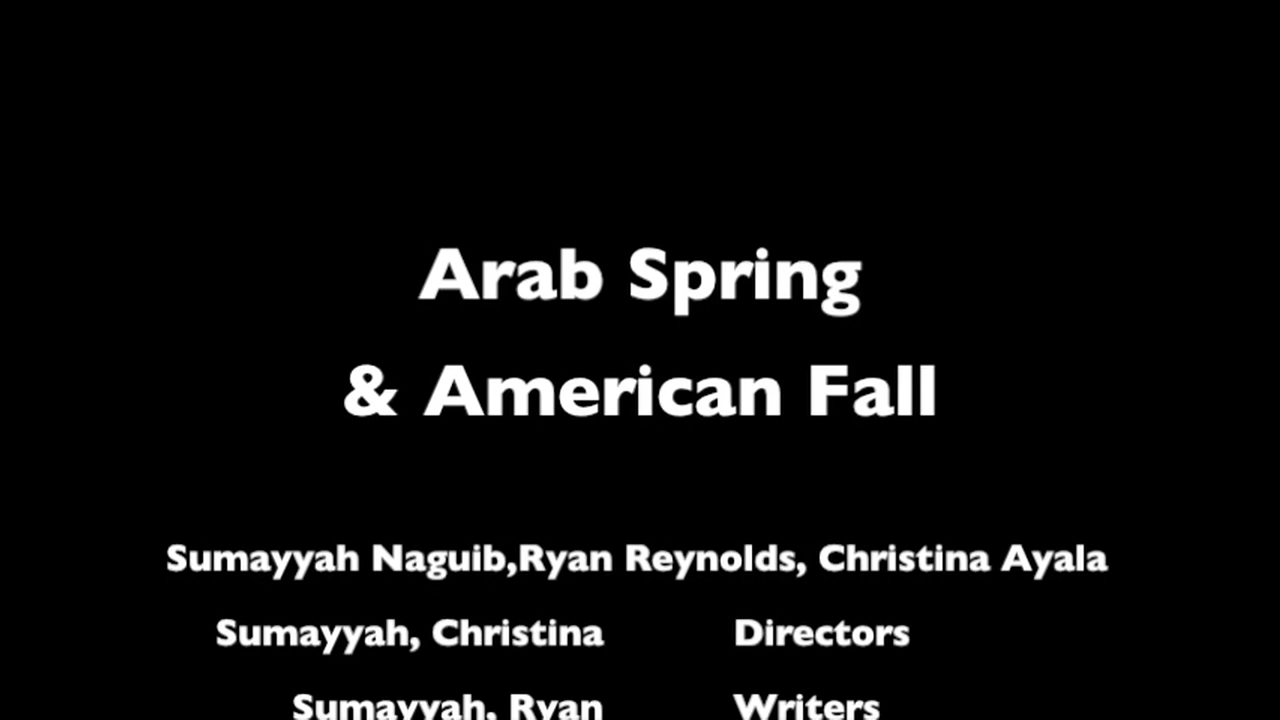 Arab Spring
& American Fall
Sumayyah Naguib,Ryan Reynolds, Christina Ayala
Sumayyah, Christina Directors
Sumayyah, Ryan Writers